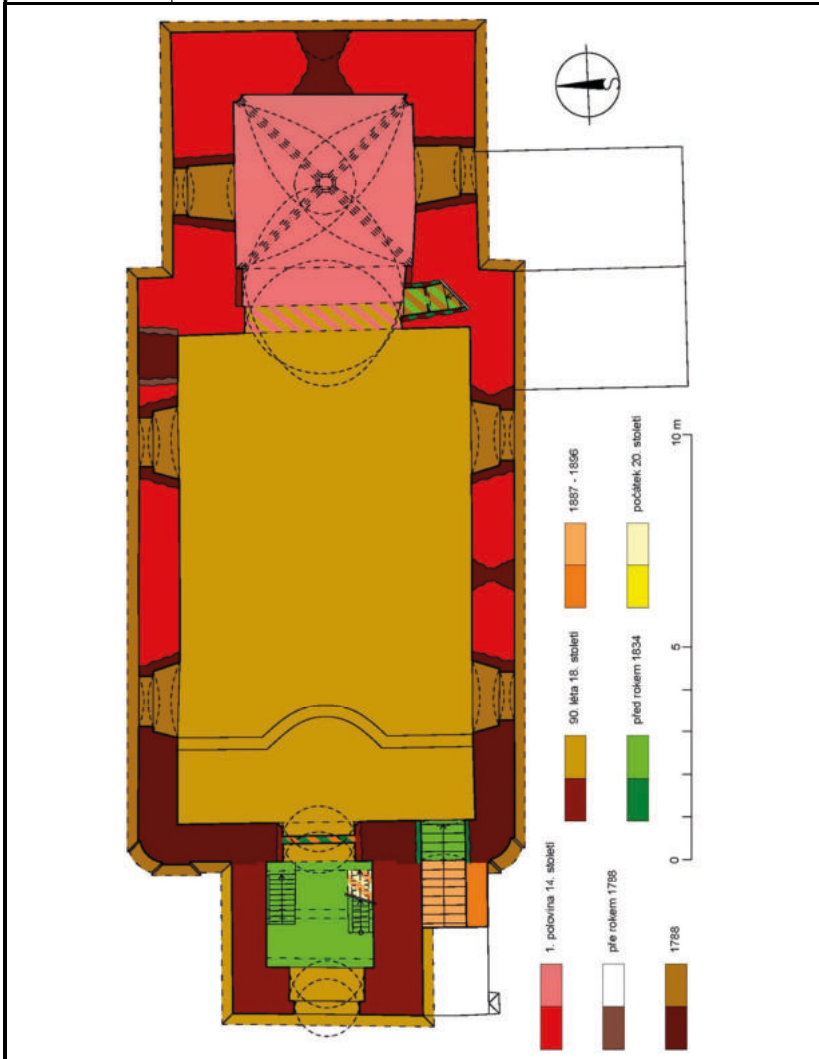 S
1. polovina 14. století
pře rokem 1788
1788
90. léta 18. století
před rokem 1834
1887 - 1896
počátek 20. století
0 5 10 m